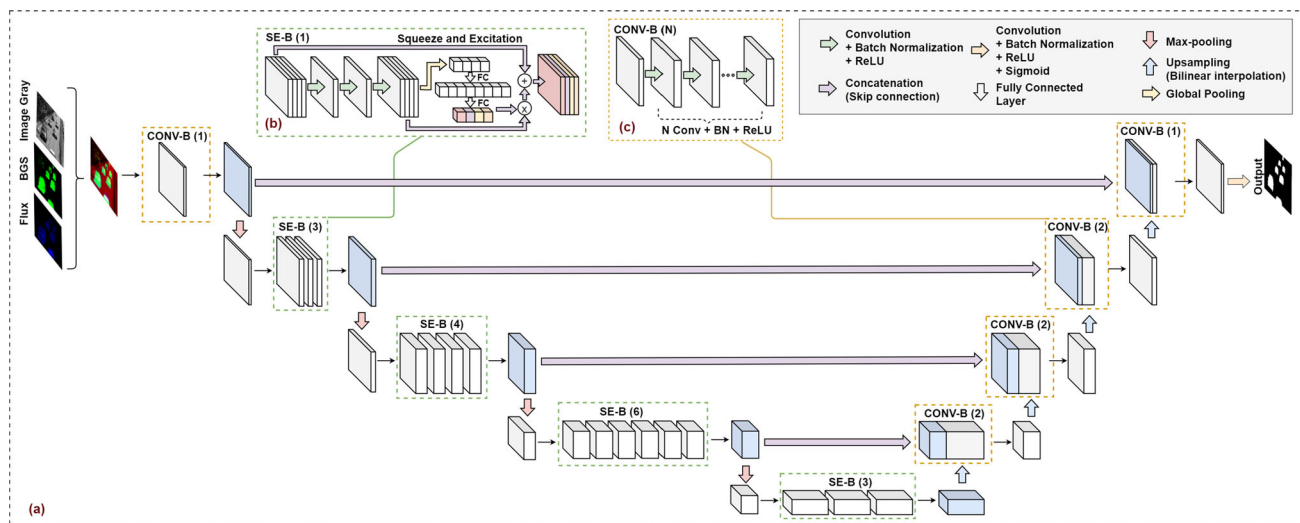 SE-B (1)
Squeeze and Excitation
FC
FC
+
x
(b)
CONV-B (N)
N Conv + BN + ReLU
(c)
Convolution
+ Batch Normalization
+ ReLU
Concatenation
(Skip connection)
Convolution
+ Batch Normalization
+ ReLU
+ Sigmoid
Fully Connected
Layer
Max-pooling
Upsampling
(Bilinear interpolation)
Global Pooling
Image Gray
BGS
Flux
CONV-B (1)
CONV-B (1)
Output
SE-B (3)
CONV-B (2)
SE-B (4)
CONV-B (2)
SE-B (6)
CONV-B (2)
SE-B (3)
(a)